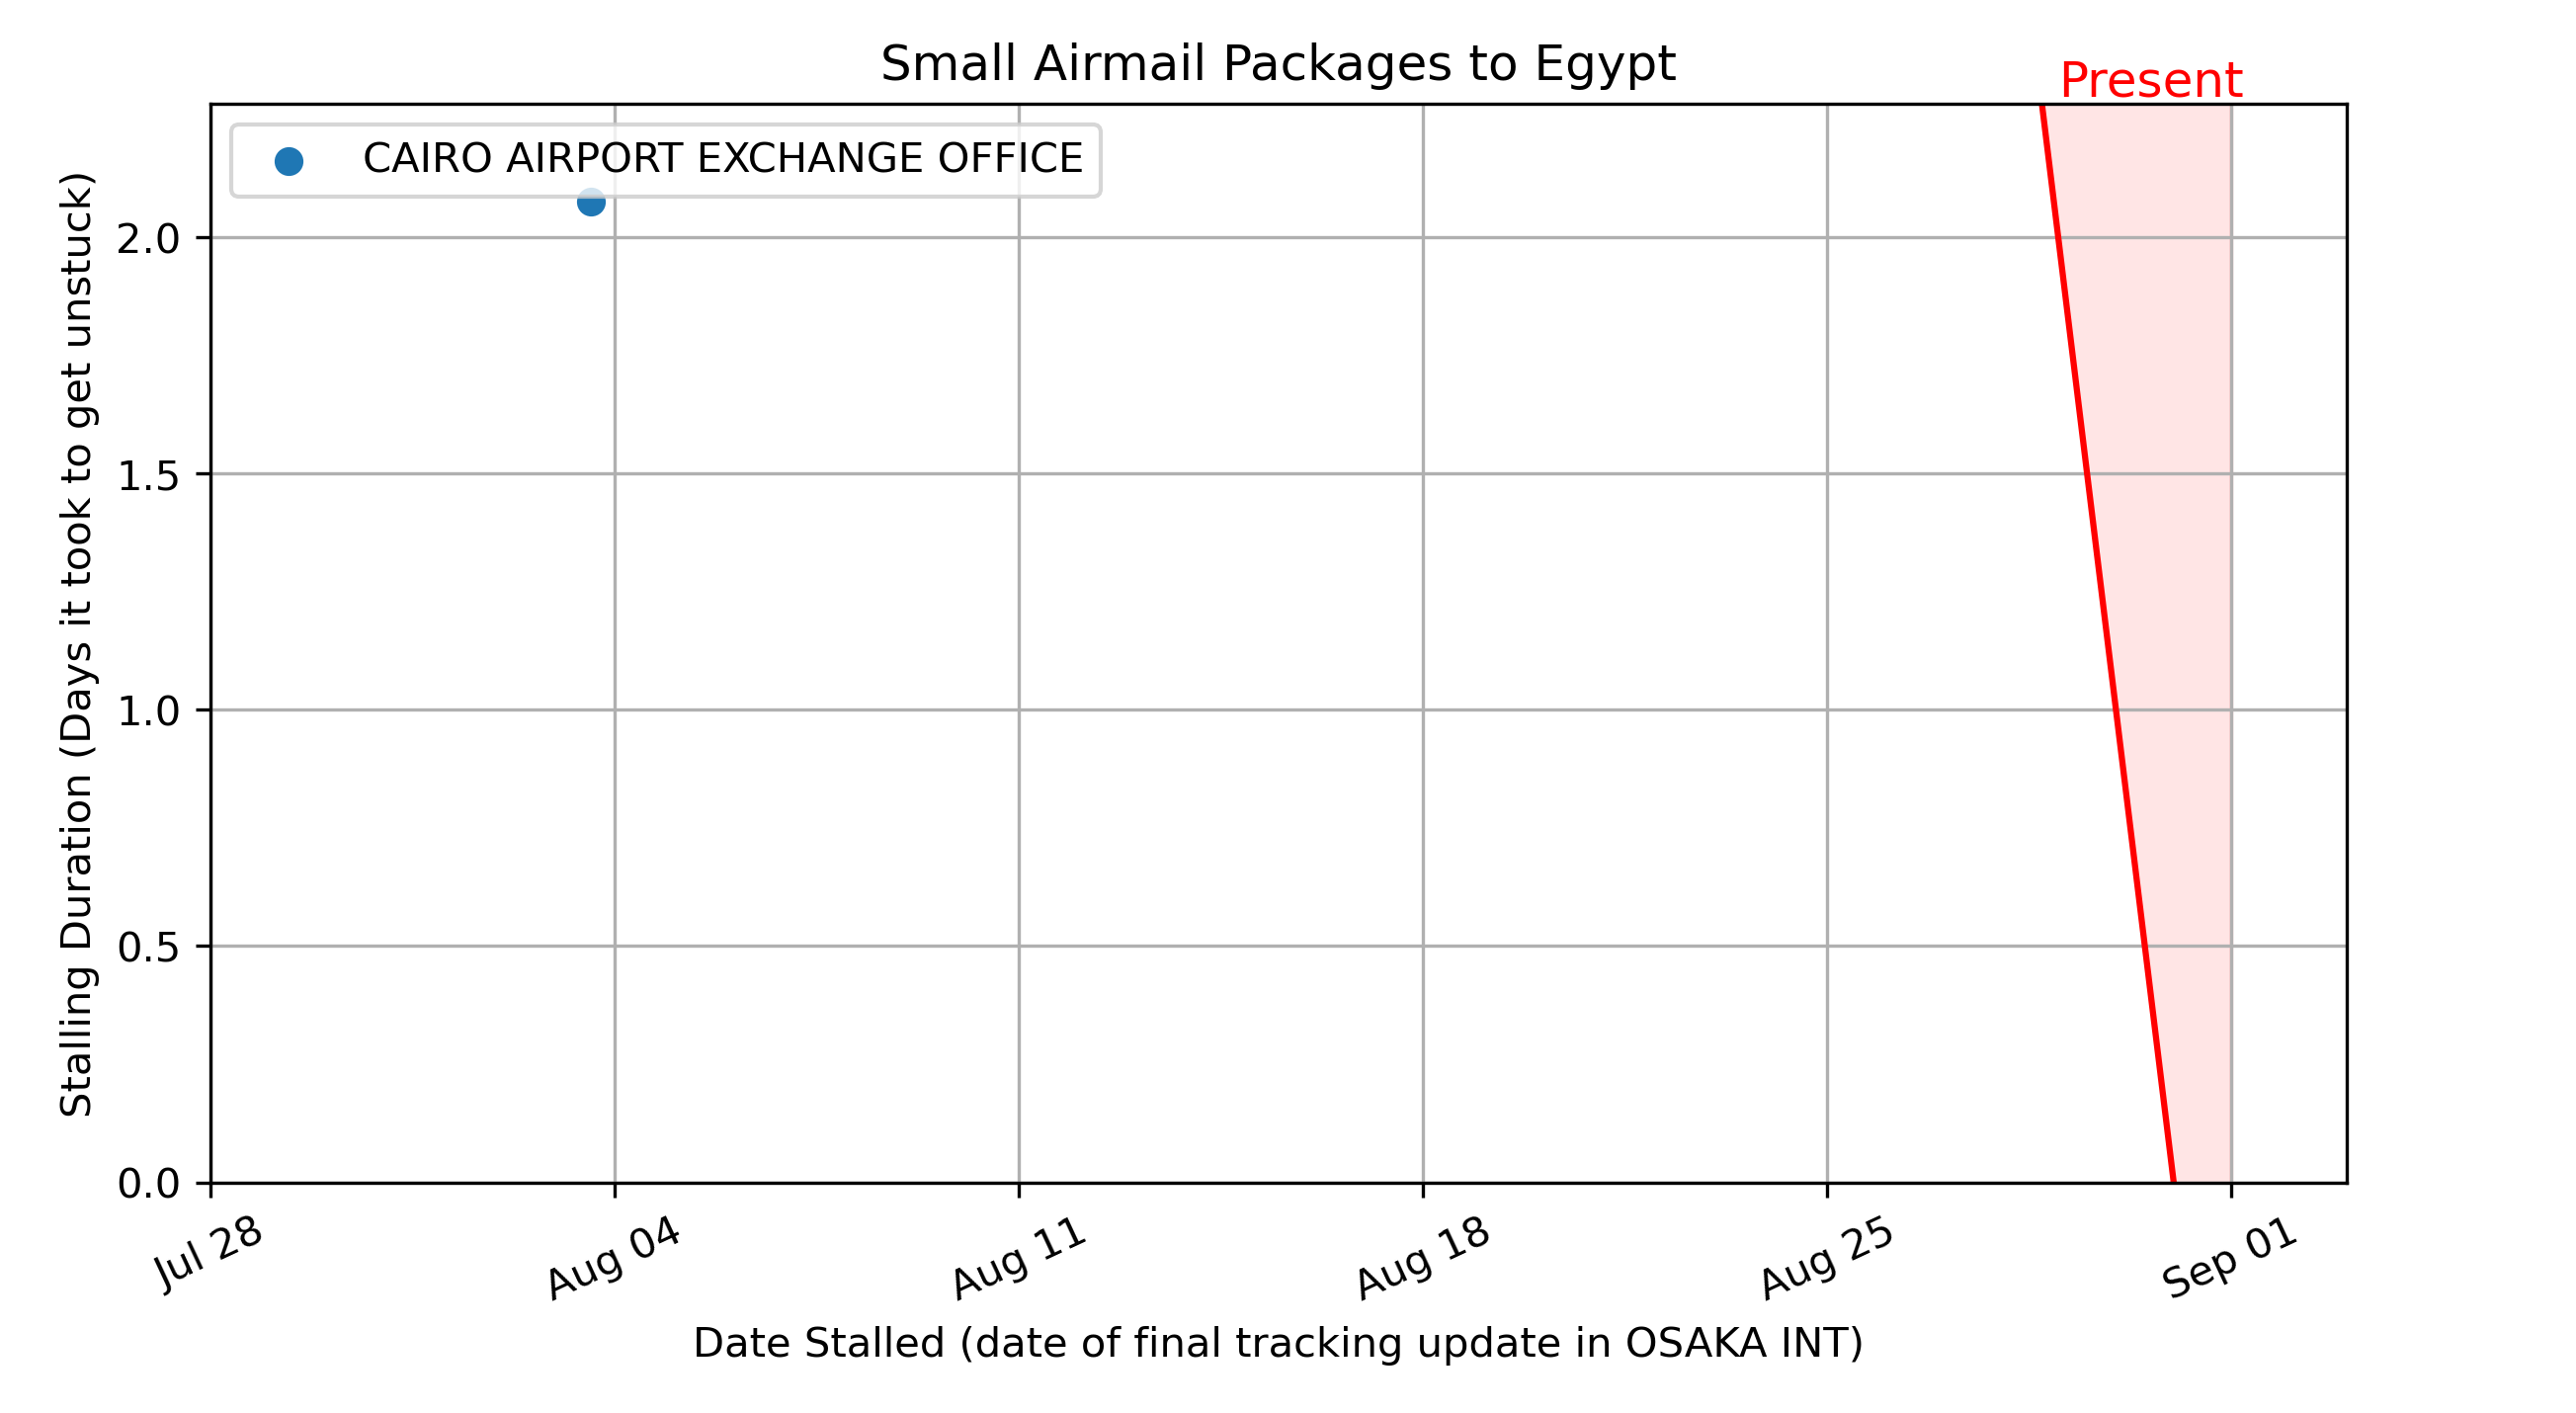 Small Airmail Packages to Egypt
Present
CAIRO AIRPORT EXCHANGE OFFICE
Stalling Duration (Days it took to get unstuck)
2.0
1.5
1.0
0.5
0.0
Jul 28
Aug 04
Aug 11
Aug 18
Aug 25
Sep 01
Date Stalled (date of final tracking update in OSAKA INT)